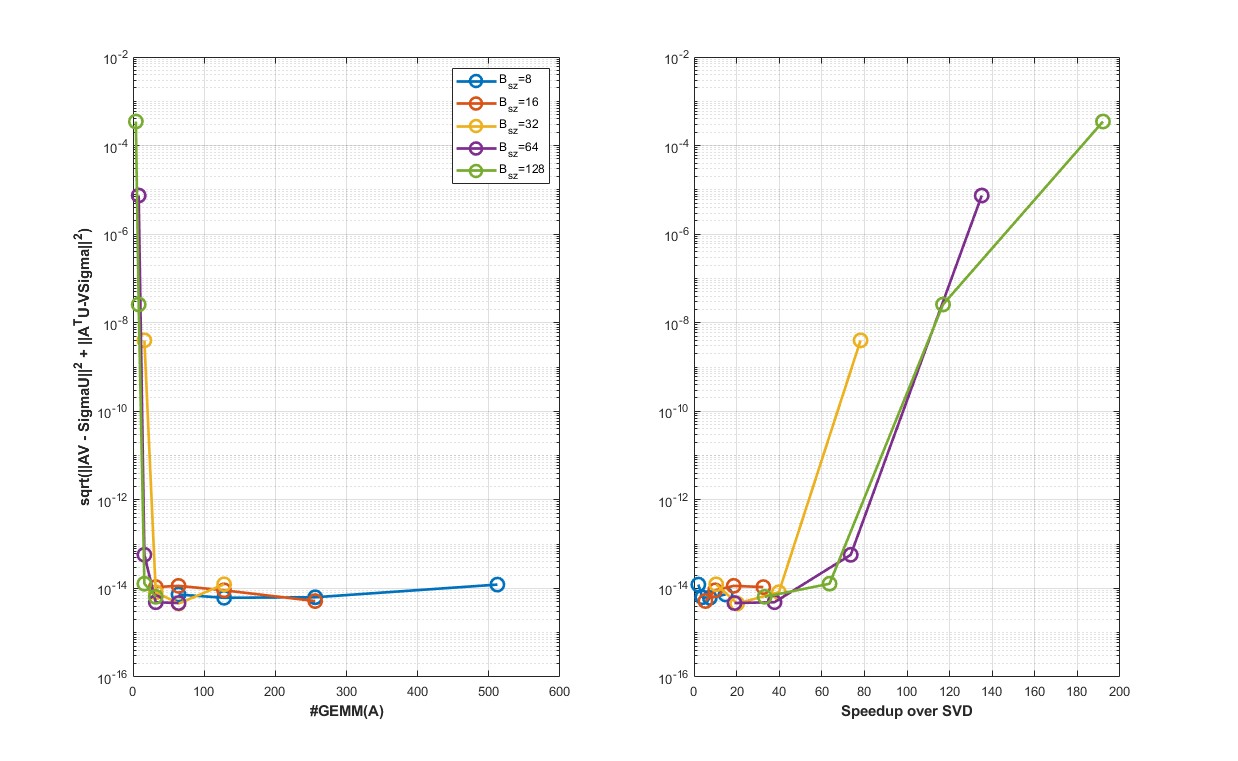 10^-2
10^-4
10^-6
10^-8
10^-10
10^-12
10^-14
10^-16
0 100 200 300 400 500 600
#GEMM(A)
sqrt(||AV - SigmaU||^2 + ||A^TU-VSigma||^2)
B_sz=8
B_sz=16
B_sz=32
B_sz=64
B_sz=128
10^-2
10^-4
10^-6
10^-8
10^-10
10^-12
10^-14
10^-16
0 20 40 60 80 100 120 140 160 180 200
Speedup over SVD